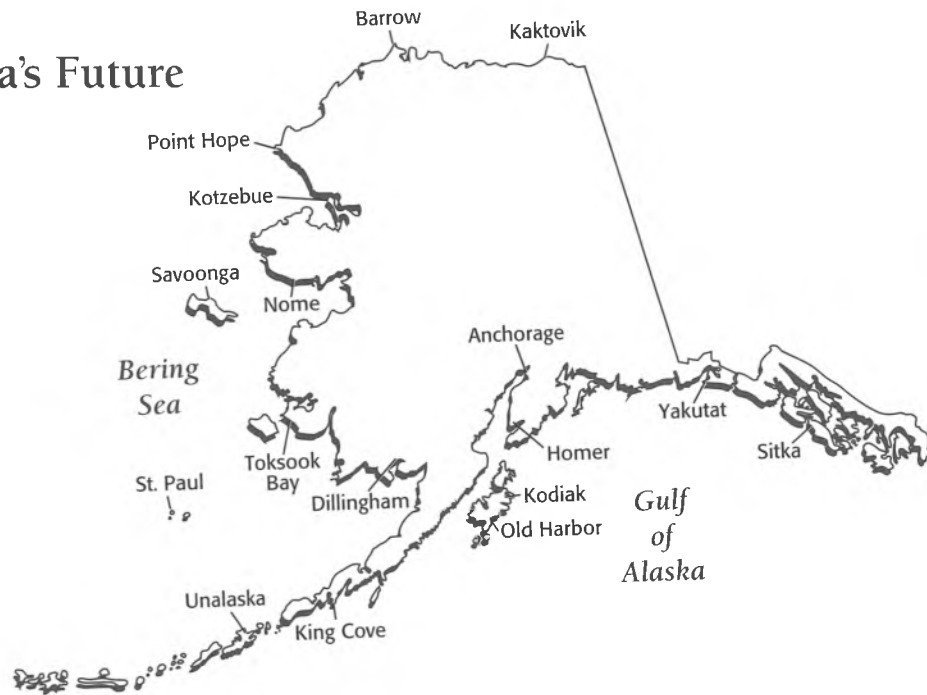 a's Future
Barrow
Kaktovik
Point Hope
Kotzebue
Savoonga
Nome
Anchorage
Bering
Sea
Yakutat
Homer
Sitka
Toksook
Bay
Dillingham
St. Paul
Kodiak
Old Harbor
Gulf
of
Alaska
Unalaska
King Cove